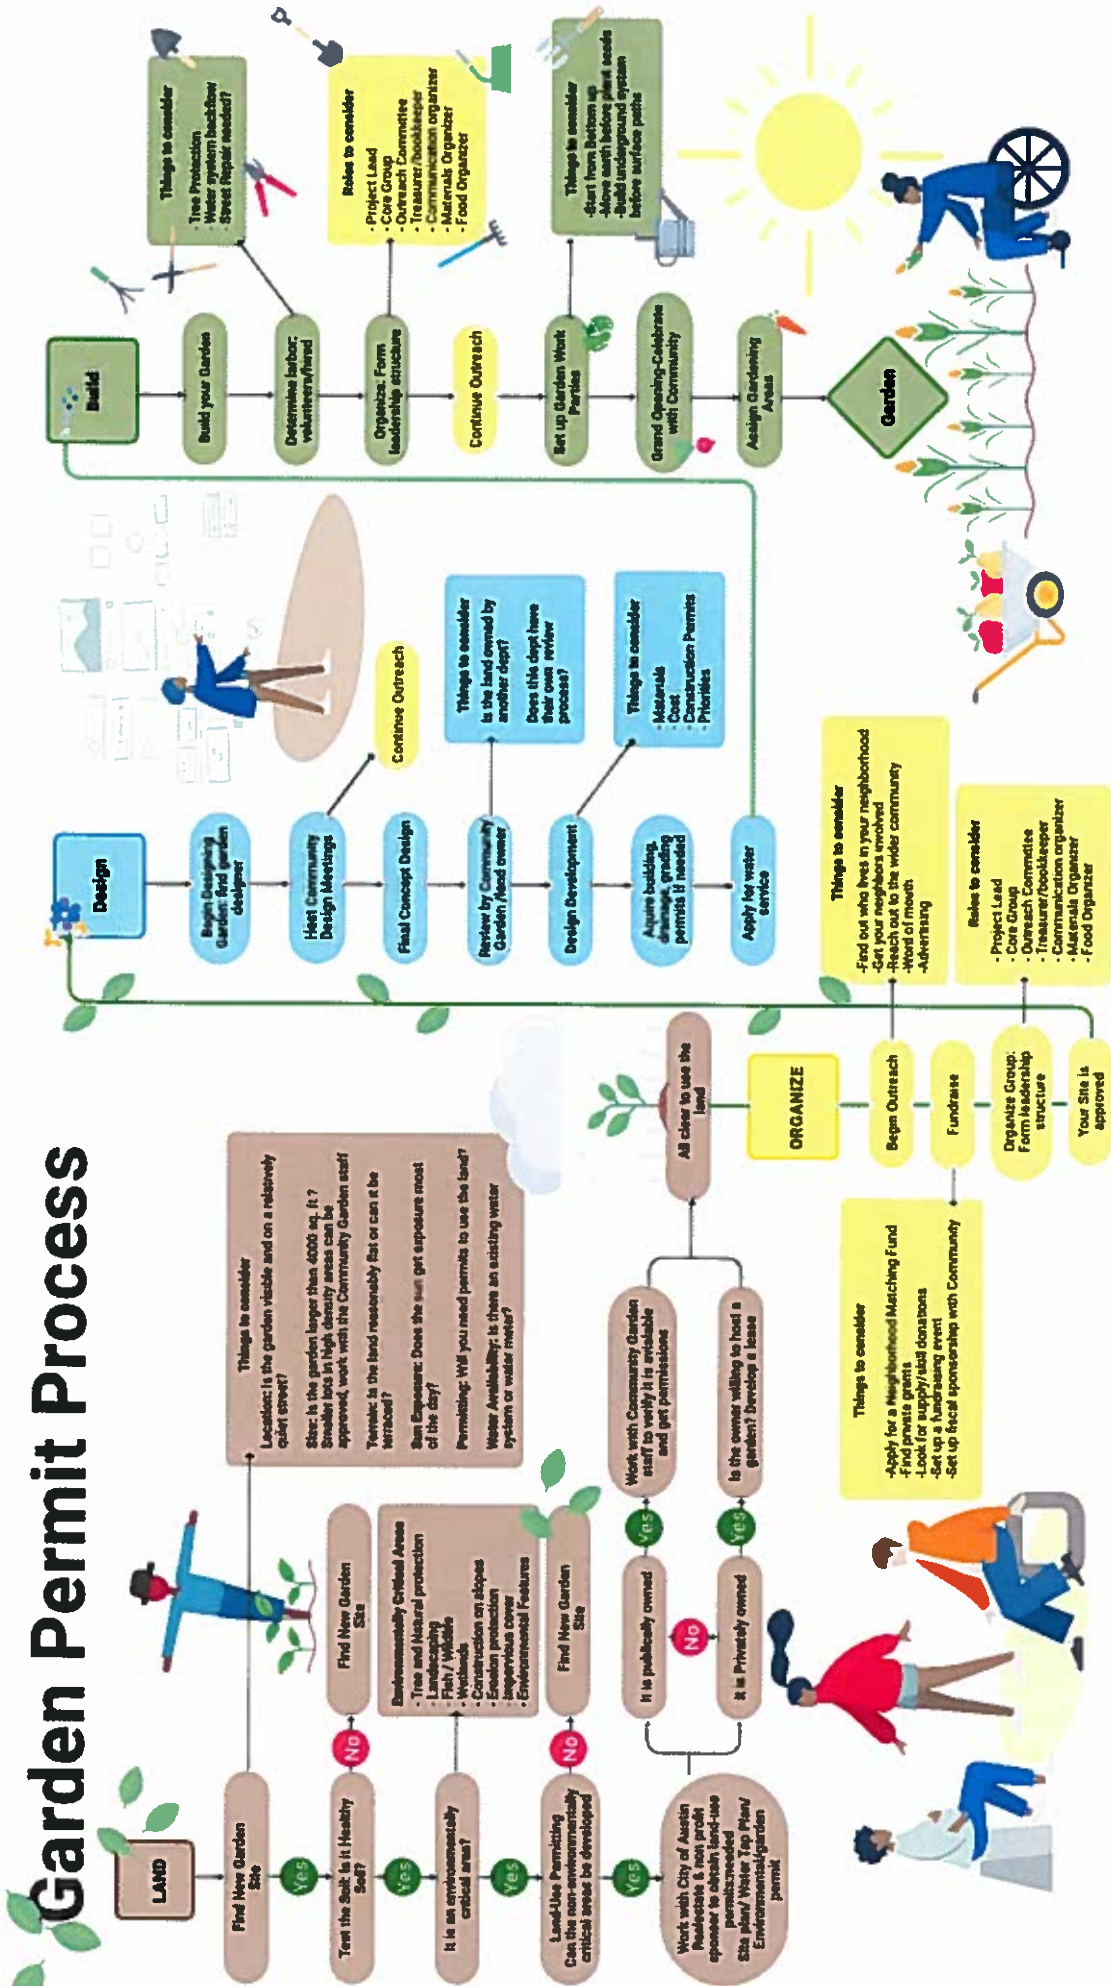 Garden Permit Process
LAND
Find New Garden
Site
Things to consider
Location: Is the garden visible and on a relatively
quiet street?
Size: Is the garden larger than 4000 sq. ft ?
Smaller lots in high density areas can be
approved, work with the Community Garden staff
Terrain: Is the land reasonably flat or can it be
terraced?
Sun Exposure: Does the sun get exposure most
of the day?
Permitting: Will you need permits to use the land?
Water Availability: Is there an existing water
system or water meter?
Yes
Test the Soil: Is it Healthy
Soil?
No
Find New Garden
Site
Yes
It is an environmentally
critical area?
Environmentally Critical Areas
- Tree and Natural protection
- Landscaping
- Fish / Wildlife
- Wetlands
- Construction on slopes
- Erosion protection
- Impervious cover
- Environmental Features
Yes
Land-Use Permitting
Can the non-environmentally
critical areas be developed
No
Find New Garden
Site
Yes
Work with City of Austin
Realestate & non profit
sponsor to obtain land-use
permits:needed
Site plan/ Water Tap Plan/
Environmental/garden
permit
It is publically owned
Yes
Work with Community Garden
staff to verify it is avialable
and get permissions
No
It is Privately owned
Yes
Is the owner willing to host a
garden? Develop a lease
All clear to use the
land
ORGANIZE
Begin Outreach
Things to consider
-Find out who lives in your neighborhood
-Get your neighbors involved
-Reach out to the wider community
-Word of mouth
-Advertising
Fundraise
Things to consider
-Apply for a Neighborhood Matching Fund
-Find private grants
-Look for supply/skill donations
-Set up a fundraising event
-Set up fiscal sponsorship with Community
Organize Group:
Form leadership
structure
Roles to consider
- Project Lead
- Core Group
- Outreach Committee
- Treasurer/bookkeeper
- Communication organizer
- Materials Organizer
- Food Organizer
Your Site is
approved
Design
Begin Designing
Garden: find garden
designer
Host Community
Design Meetings
Continue Outreach
Final Concept Design
Review by Community
Garden /land owner
Things to consider
Is the land owned by
another dept?
Does this dept have
their own review
process?
Design Development
Things to consider
- Materials
- Cost
- Construction Permits
- Priorities
Aquire building,
drainage, grading
permits if needed
Apply for water
service
Build
Build your Garden
Determine labor:
volunteers/hired
Things to consider
- Tree Protection
- Water system backflow
- Street Repair needed?
Organize: Form
leadership structure
Roles to consider
- Project Lead
- Core Group
- Outreach Committee
- Treasurer/bookkeeper
- Communication organizer
- Materials Organizer
- Food Organizer
Continue Outreach
Set up Garden Work
Parties
Things to consider
-Start from bottom up
-Move earth before plant seeds
-Build underground system
before surface paths
Grand Opening-Celebrate
with Community
Assign Gardening
Areas
Garden